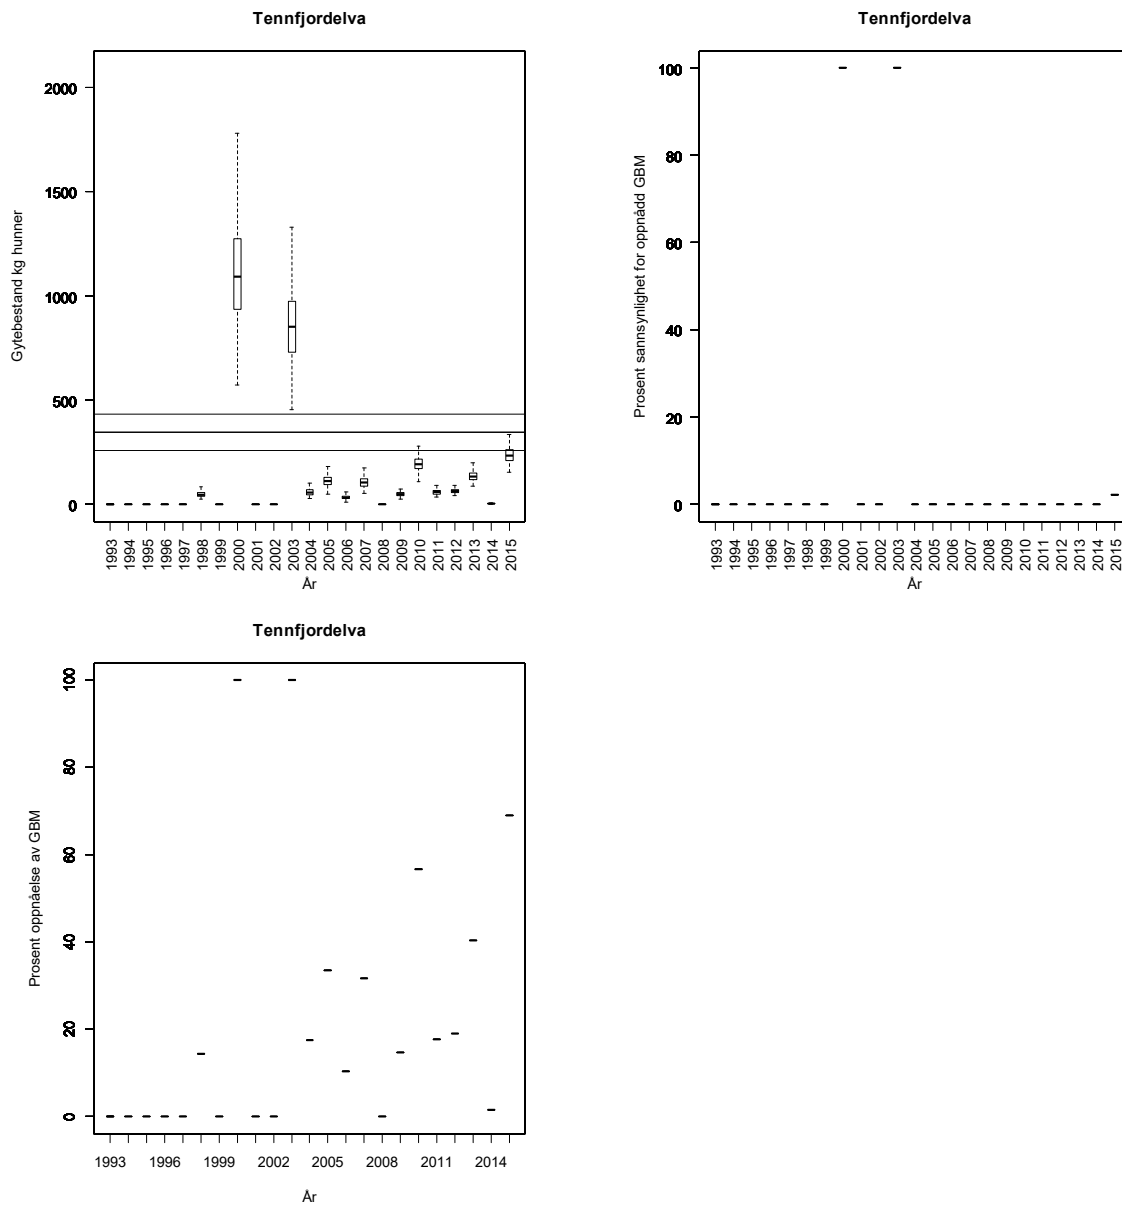 Tennfjordelva
Gytebestand kg hunner
2000
1500
1000
500
0
1993 1994 1995 1996 1997 1998 1999 2000 2001 2002 2003 2004 2005 2006 2007 2008 2009 2010 2011 2012 2013 2014 2015
År
Tennfjordelva
Prosent sannsynlighet for oppnådd GBM
100
80
60
40
20
0
1993 1994 1995 1996 1997 1998 1999 2000 2001 2002 2003 2004 2005 2006 2007 2008 2009 2010 2011 2012 2013 2014 2015
År
Tennfjordelva
Prosent oppnåelse av GBM
100
80
60
40
20
0
1993 1996 1999 2002 2005 2008 2011 2014
År